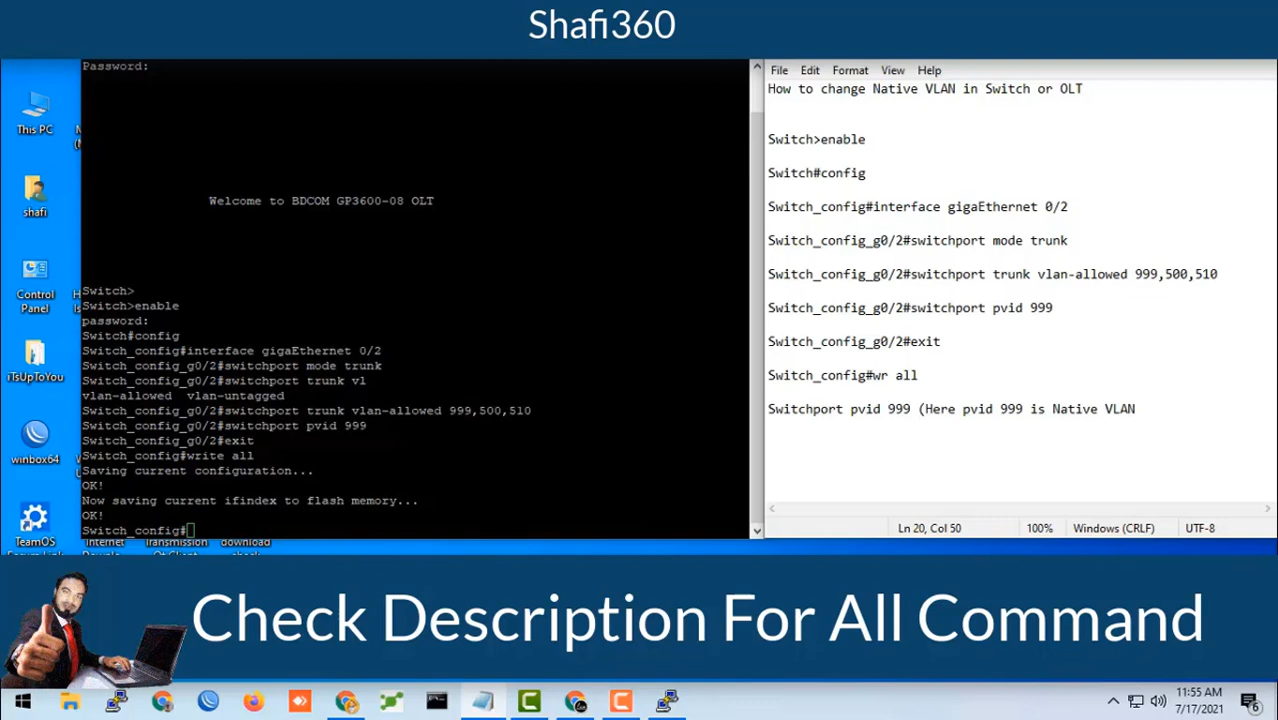 Shafi360
Password:
Welcome to BDCOM GP3600-08 OLT
Switch>
Switch>enable
password:
Switch#config
Switch_config#interface gigaEthernet 0/2
Switch_config_g0/2#switchport mode trunk
Switch_config_g0/2#switchport trunk vl
vlan-allowed vlan-untagged
Switch_config_g0/2#switchport trunk vlan-allowed 999,500,510
Switch_config_g0/2#switchport pvid 999
Switch_config_g0/2#exit
Switch_config#write all
Saving current configuration...
OK!
Now saving current ifindex to flash memory...
OK!
Switch_config#
File Edit Format View Help
How to change Native VLAN in Switch or OLT
Switch>enable
Switch#config
Switch_config#interface gigaEthernet 0/2
Switch_config_g0/2#switchport mode trunk
Switch_config_g0/2#switchport trunk vlan-allowed 999,500,510
Switch_config_g0/2#switchport pvid 999
Switch_config_g0/2#exit
Switch_config#wr all
Switchport pvid 999 (Here pvid 999 is Native VLAN
Ln 20, Col 50 100% Windows (CRLF) UTF-8
This PC
shafi
Control
Panel
iTsUpToYou
winbox64
TeamOS
Internet
Transmission
download
Check Description For All Command
11:55 AM
7/17/2021
6